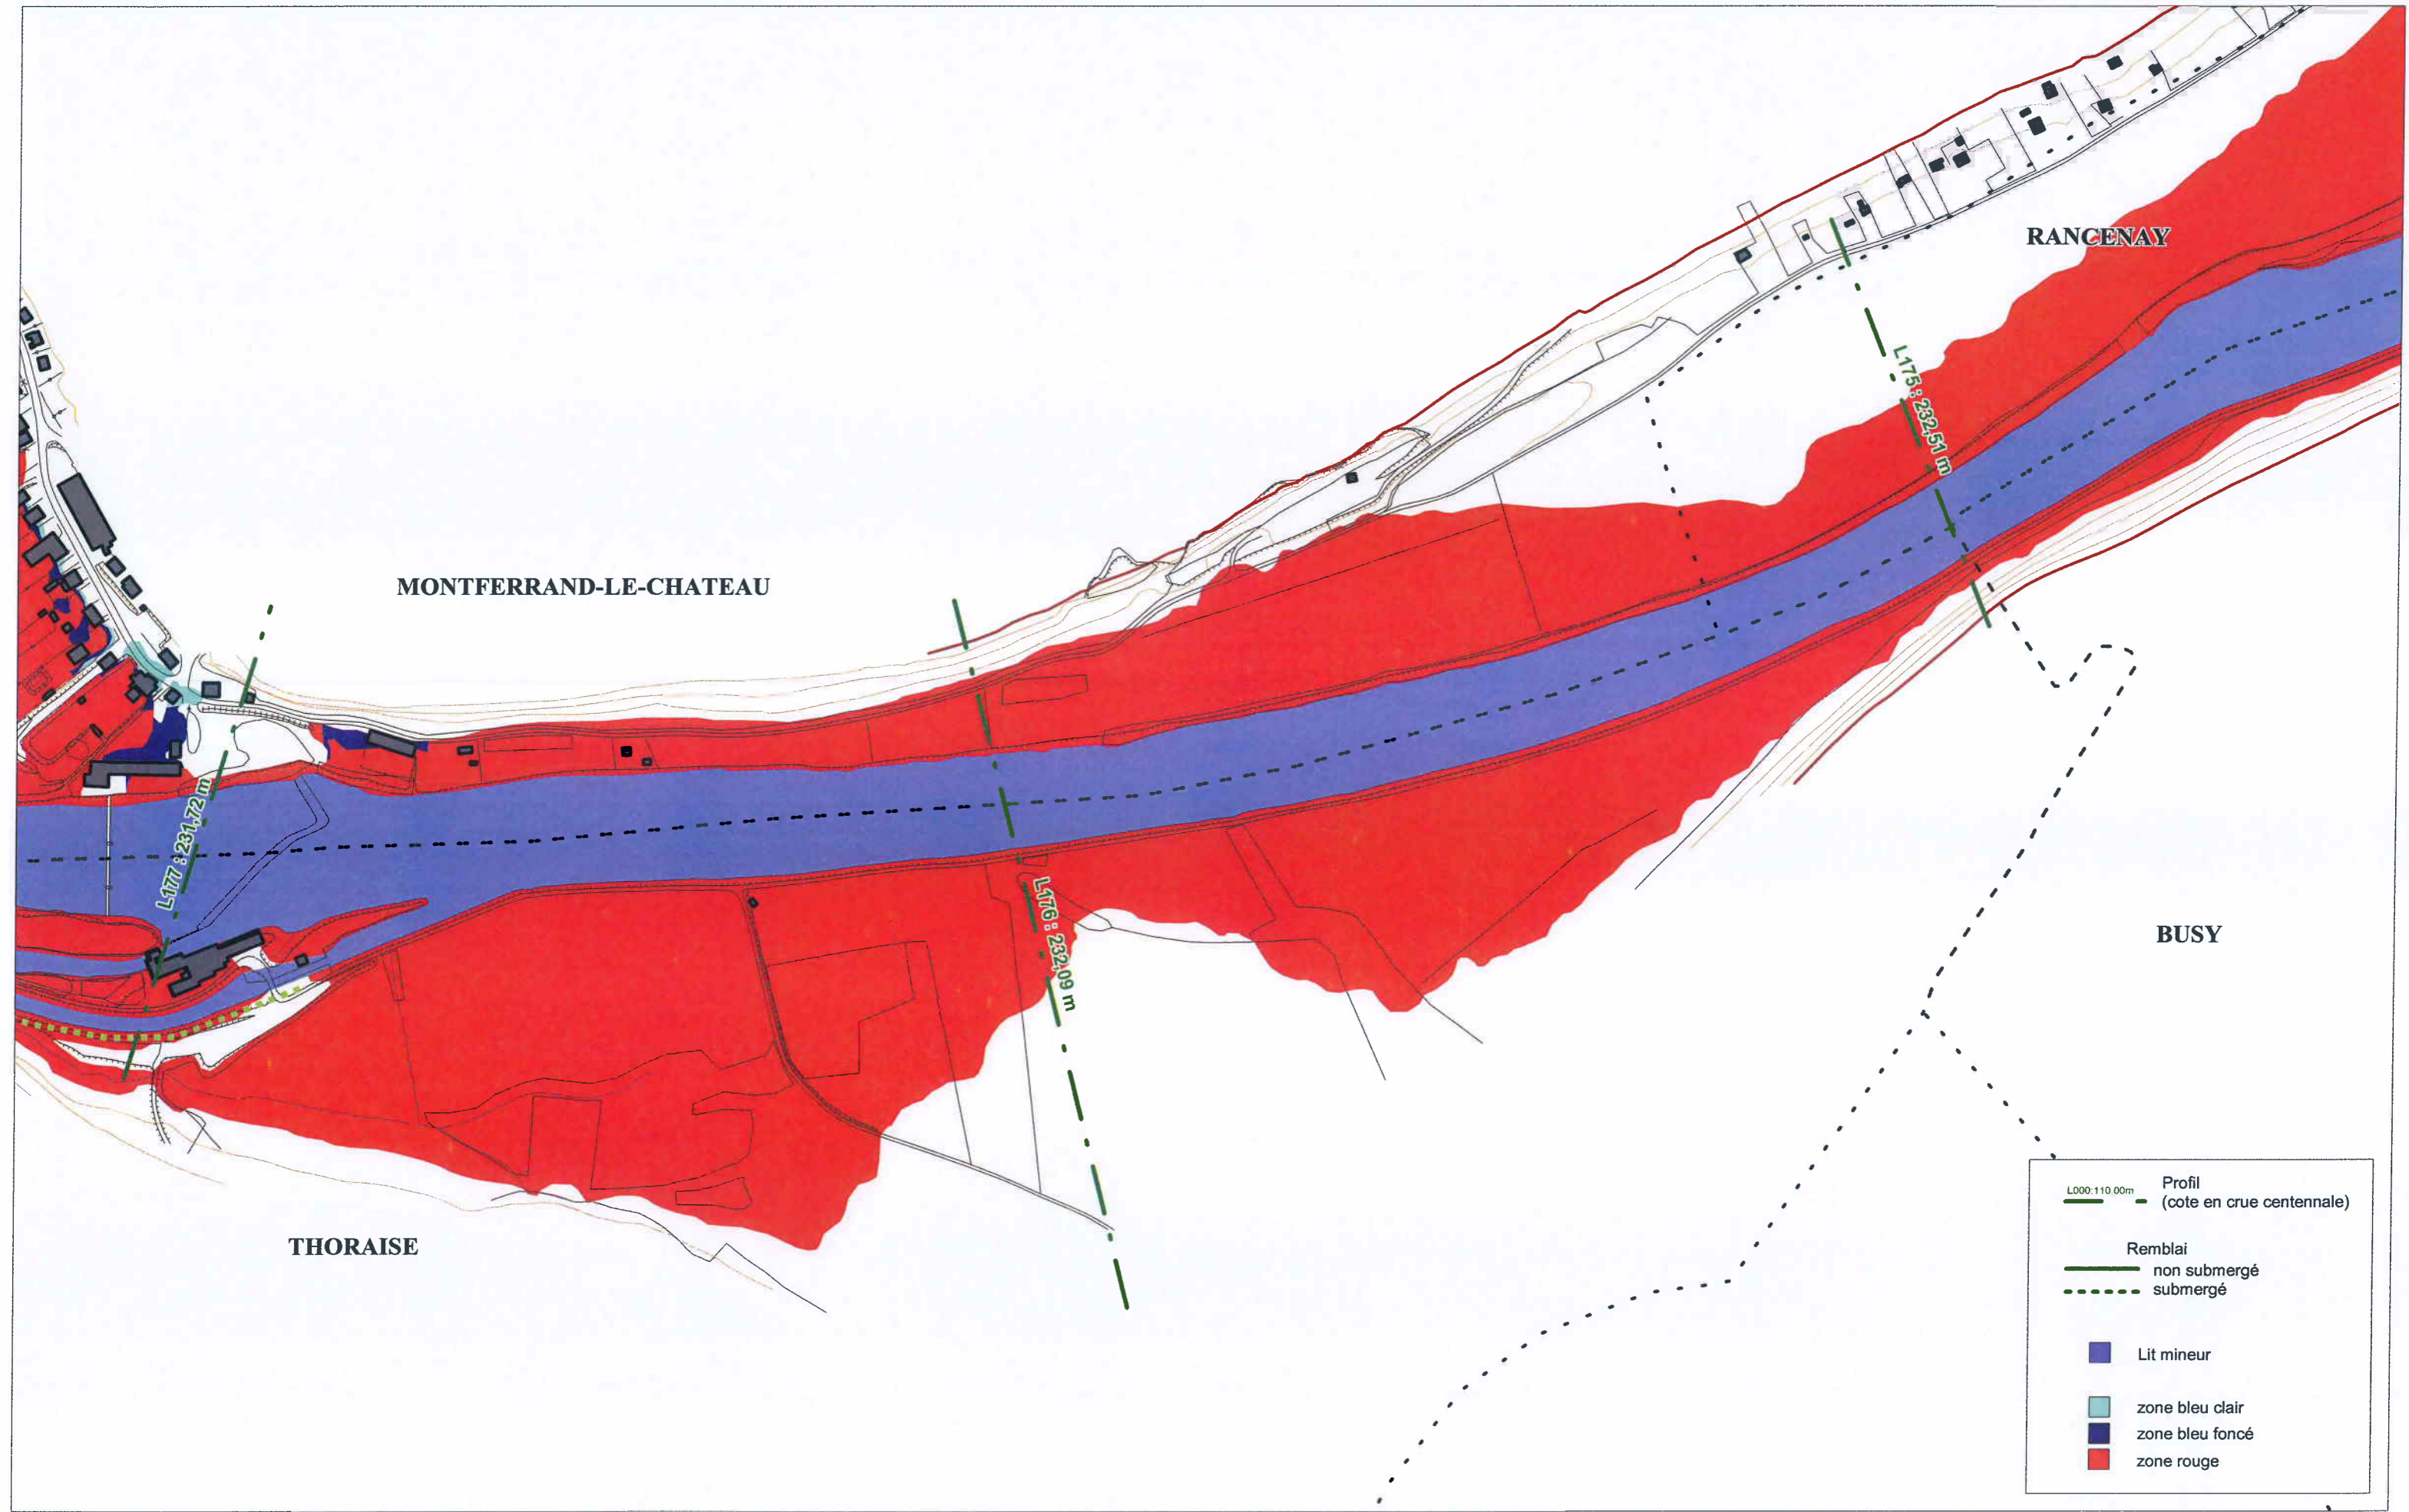 RANCENAY
L175 : 232,51 m
MONTFERRAND-LE-CHATEAU
L177 : 231,72 m
L176 : 232,09 m
BUSY
THORAISE
L000:110.00m
Profil
(cote en crue centennale)
Remblai
non submergé
submergé
Lit mineur
zone bleu clair
zone bleu foncé
zone rouge